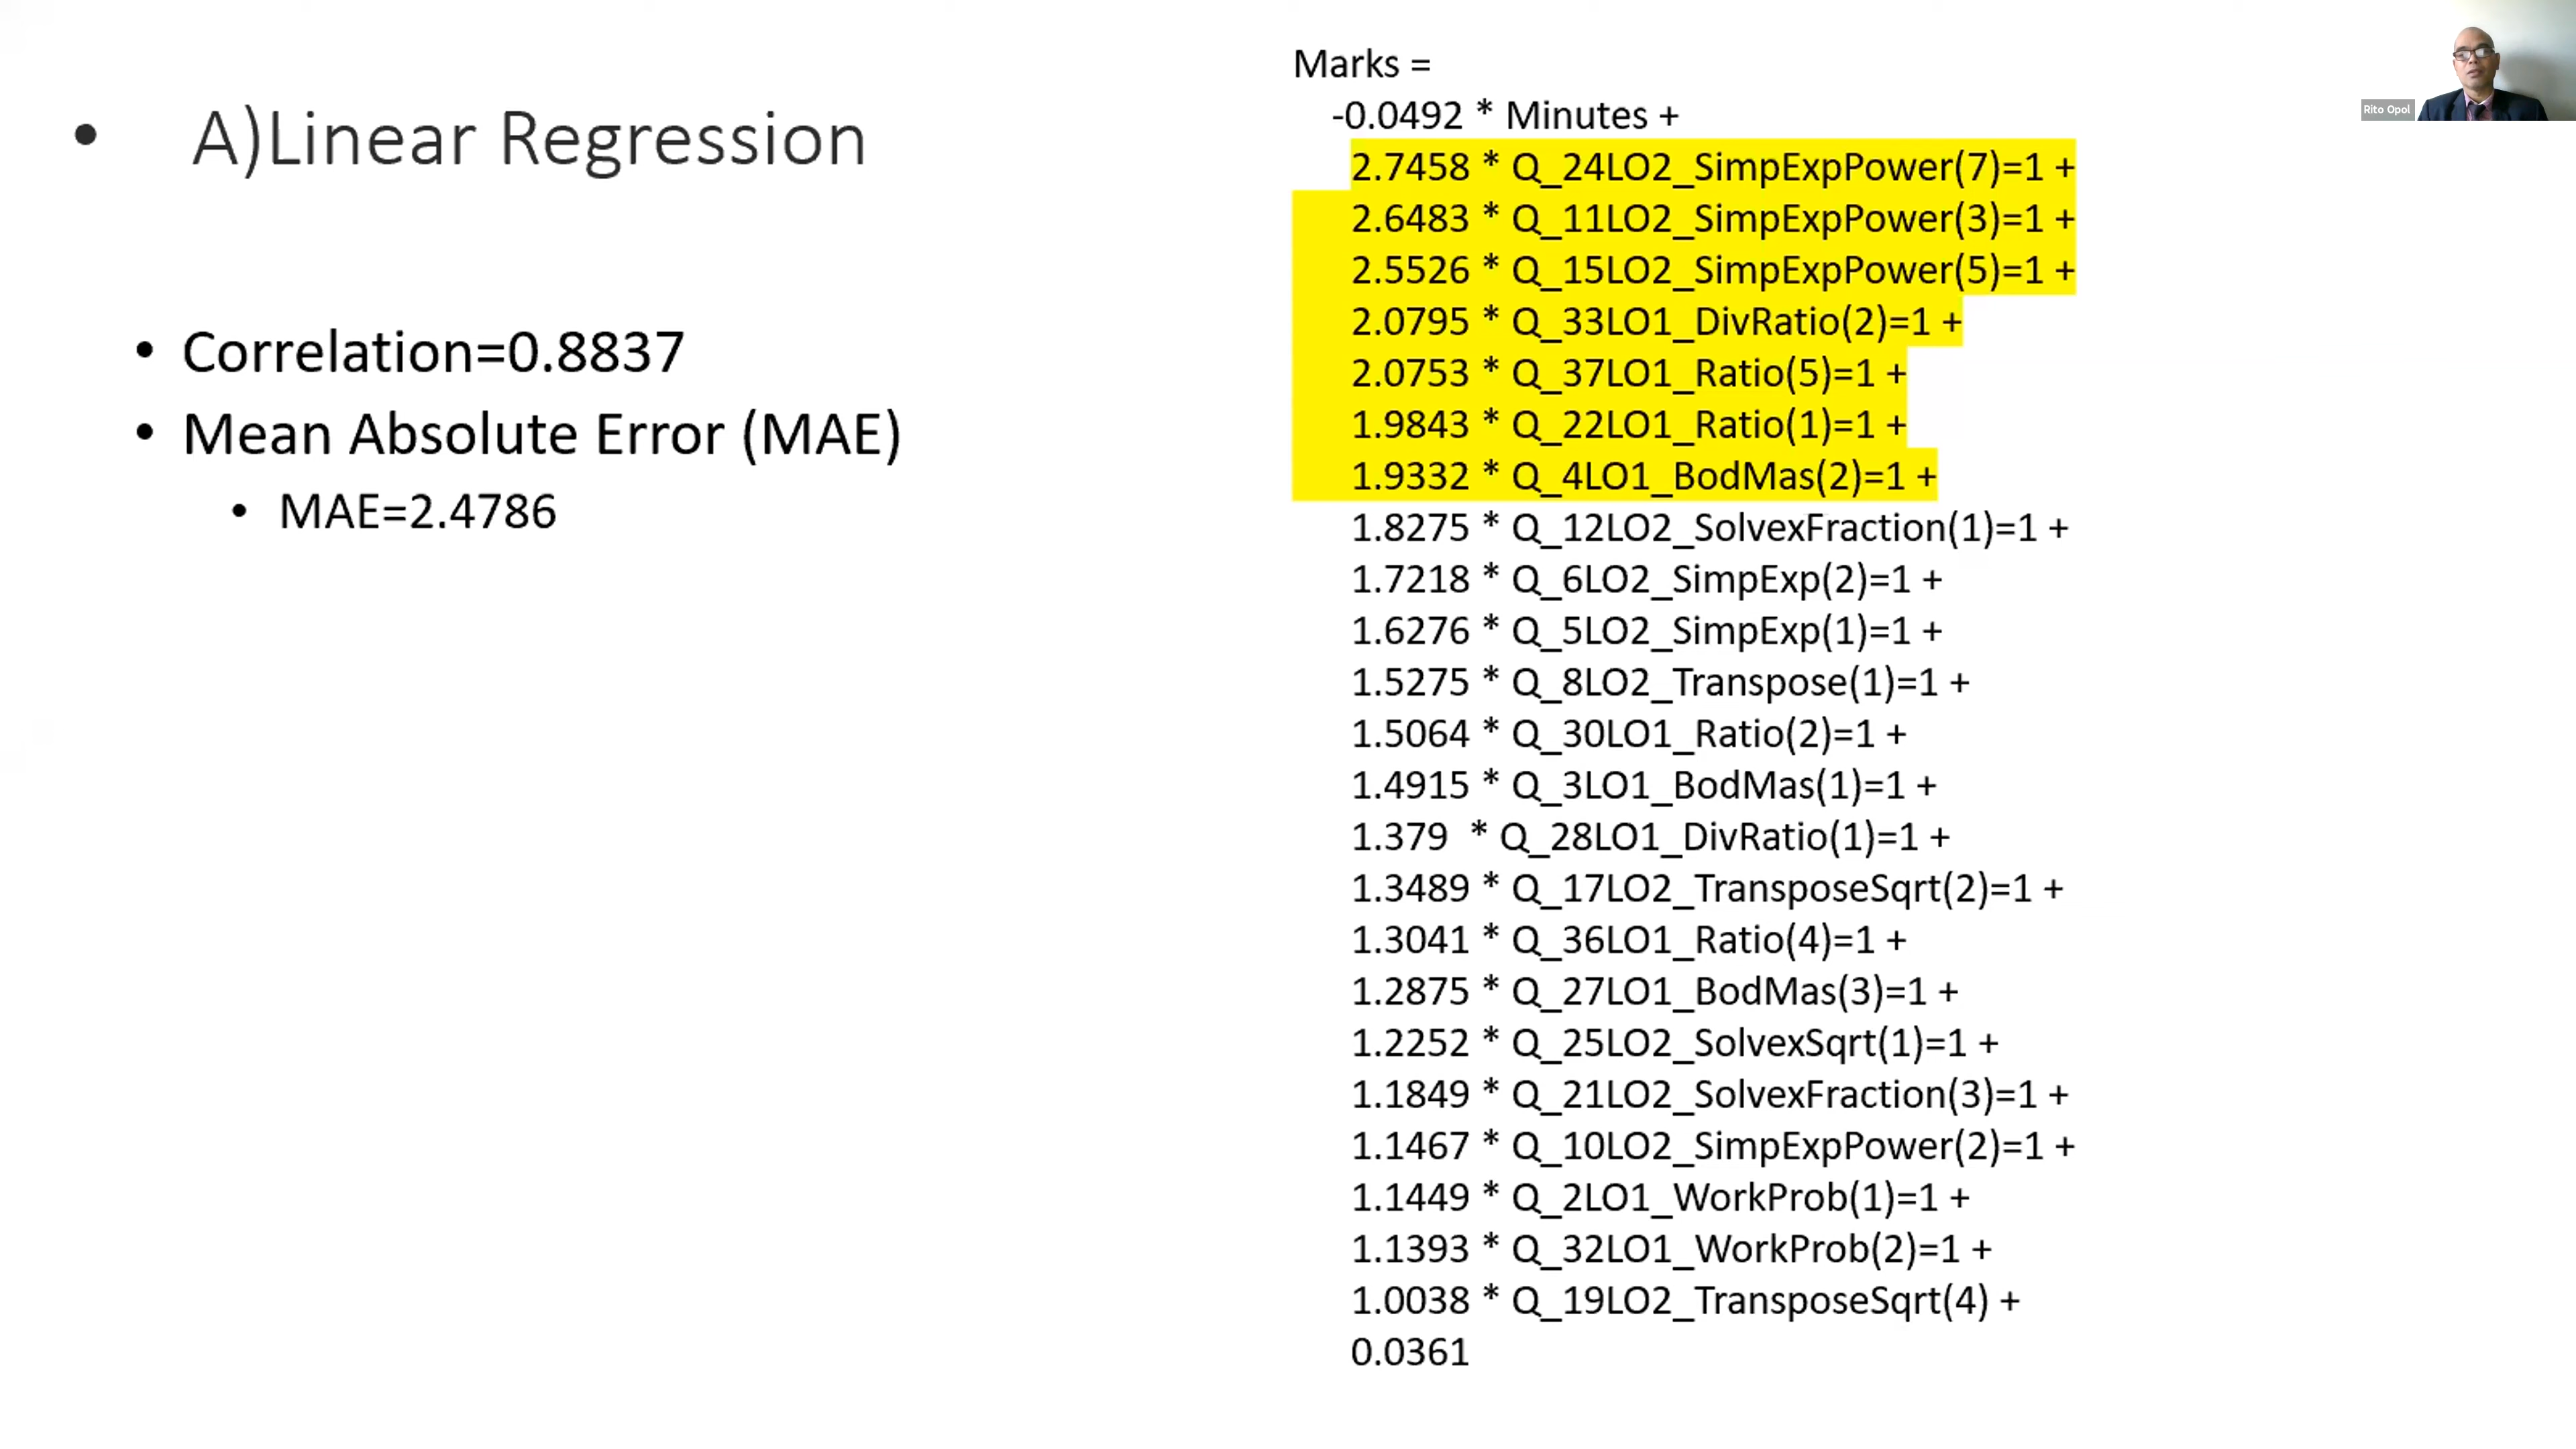 • A)Linear Regression
• Correlation=0.8837
• Mean Absolute Error (MAE)
• MAE=2.4786
Marks =
-0.0492 * Minutes +
2.7458 * Q_24LO2_SimpExpPower(7)=1 +
2.6483 * Q_11LO2_SimpExpPower(3)=1 +
2.5526 * Q_15LO2_SimpExpPower(5)=1 +
2.0795 * Q_33LO1_DivRatio(2)=1 +
2.0753 * Q_37LO1_Ratio(5)=1 +
1.9843 * Q_22LO1_Ratio(1)=1 +
1.9332 * Q_4LO1_BodMas(2)=1 +
1.8275 * Q_12LO2_SolvexFraction(1)=1 +
1.7218 * Q_6LO2_SimpExp(2)=1 +
1.6276 * Q_5LO2_SimpExp(1)=1 +
1.5275 * Q_8LO2_Transpose(1)=1 +
1.5064 * Q_30LO1_Ratio(2)=1 +
1.4915 * Q_3LO1_BodMas(1)=1 +
1.379 * Q_28LO1_DivRatio(1)=1 +
1.3489 * Q_17LO2_TransposeSqrt(2)=1 +
1.3041 * Q_36LO1_Ratio(4)=1 +
1.2875 * Q_27LO1_BodMas(3)=1 +
1.2252 * Q_25LO2_SolvexSqrt(1)=1 +
1.1849 * Q_21LO2_SolvexFraction(3)=1 +
1.1467 * Q_10LO2_SimpExpPower(2)=1 +
1.1449 * Q_2LO1_WorkProb(1)=1 +
1.1393 * Q_32LO1_WorkProb(2)=1 +
1.0038 * Q_19LO2_TransposeSqrt(4) +
0.0361
Rito Opol